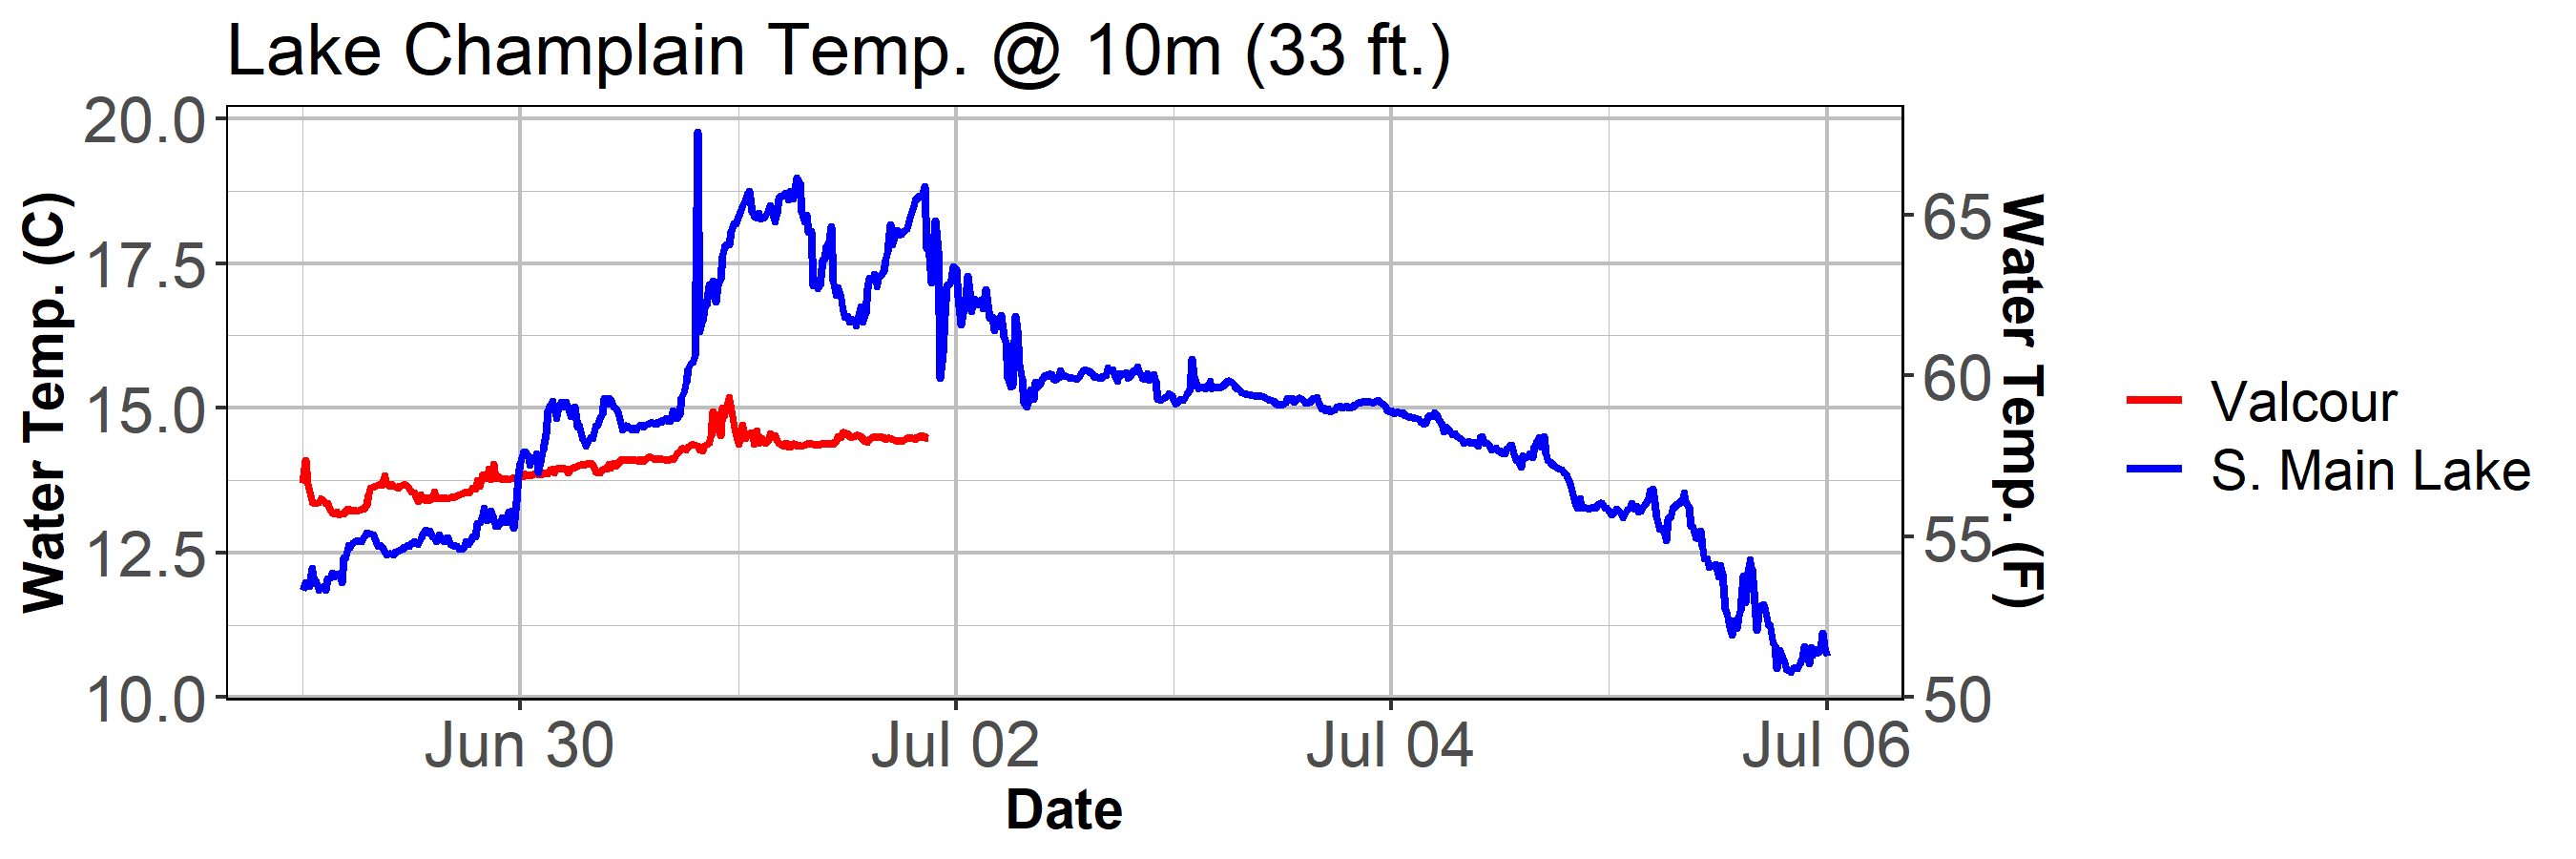 Lake Champlain Temp. @ 10m (33 ft.)
Water Temp. (C)
20.0
17.5
15.0
12.5
10.0
65
60
55
50
Water Temp. (F)
Jun 30
Jul 02
Jul 04
Jul 06
Date
Valcour
S. Main Lake